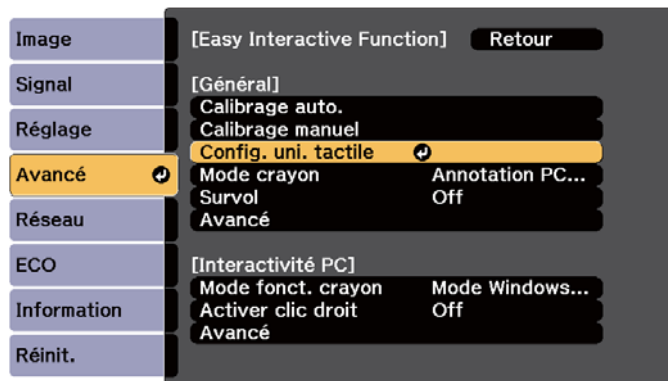 Image
Signal
Réglage
Avancé
Réseau
ECO
Information
Réinit.
[Easy Interactive Function] Retour
[Général]
Calibrage auto.
Calibrage manuel
Config. uni. tactile
Mode crayon Annotation PC...
Survol Off
Avancé
[Interactivité PC]
Mode fonct. crayon Mode Windows...
Activer clic droit Off
Avancé